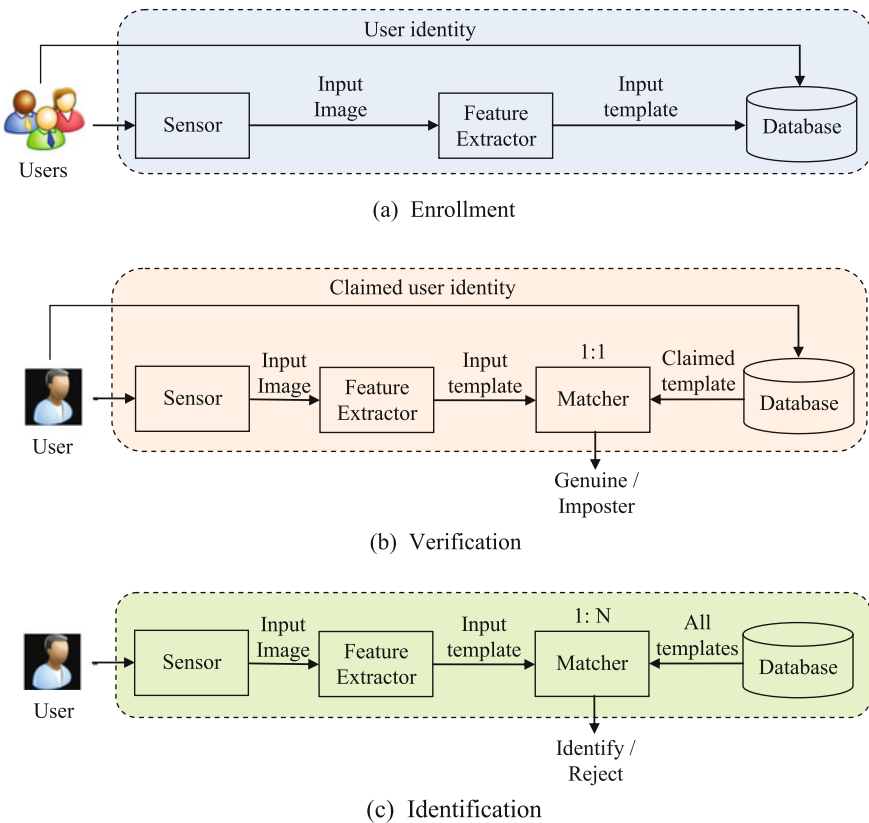 User identity
Users
Sensor
Input
Image
Feature
Extractor
Input
template
Database
(a) Enrollment
Claimed user identity
User
Sensor
Input
Image
Feature
Extractor
Input
template
1:1
Matcher
Claimed
template
Database
Genuine /
Imposter
(b) Verification
User
Sensor
Input
Image
Feature
Extractor
Input
template
1: N
Matcher
All
templates
Database
Identify /
Reject
(c) Identification